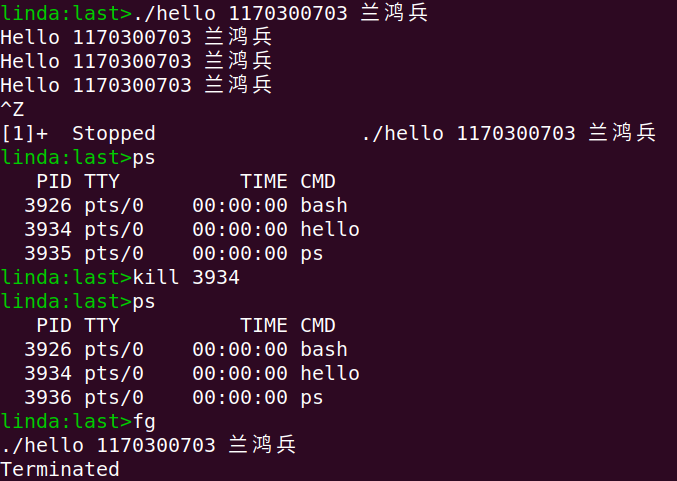 linda:last>./hello 1170300703 兰鸿兵
Hello 1170300703 兰鸿兵
Hello 1170300703 兰鸿兵
Hello 1170300703 兰鸿兵
^Z
[1]+  Stopped                 ./hello 1170300703 兰鸿兵
linda:last>ps
   PID TTY          TIME CMD
  3926 pts/0    00:00:00 bash
  3934 pts/0    00:00:00 hello
  3935 pts/0    00:00:00 ps
linda:last>kill 3934
linda:last>ps
   PID TTY          TIME CMD
  3926 pts/0    00:00:00 bash
  3934 pts/0    00:00:00 hello
  3936 pts/0    00:00:00 ps
linda:last>fg
./hello 1170300703 兰鸿兵
Terminated